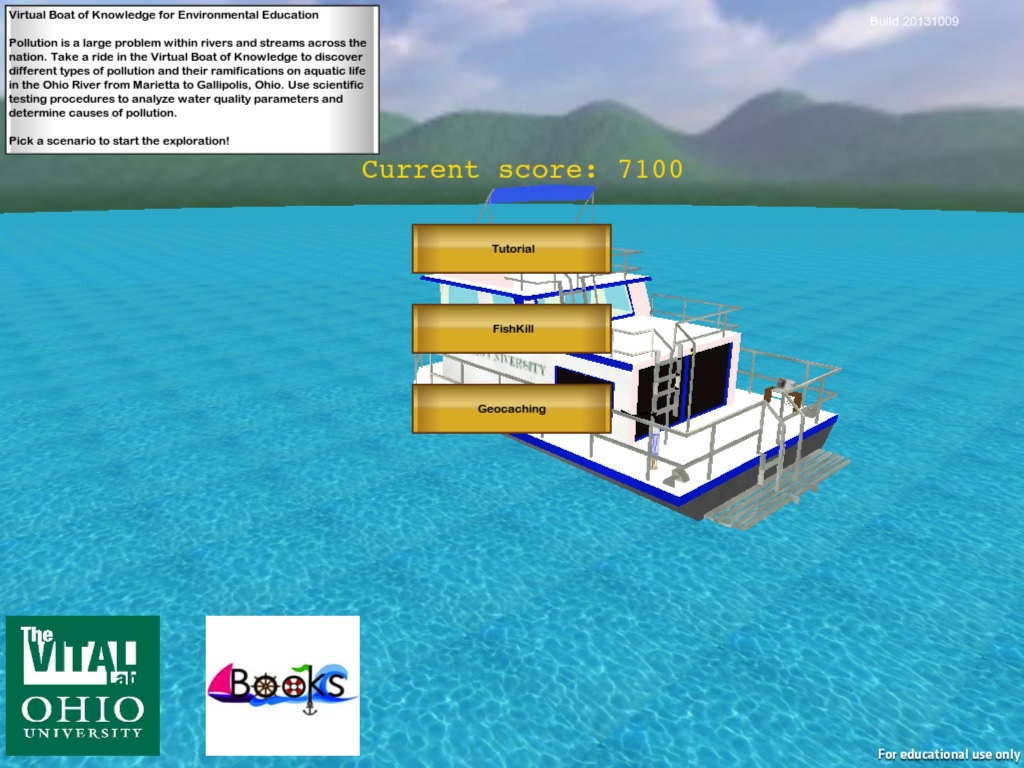 Virtual Boat of Knowledge for Environmental Education
Build 20131009
Pollution is a large problem within rivers and streams across the
nation. Take a ride in the Virtual Boat of Knowledge to discover
different types of pollution and their ramifications on aquatic life
in the Ohio River from Marietta to Gallipolis, Ohio. Use scientific
testing procedures to analyze water quality parameters and
determine causes of pollution.
Pick a scenario to start the exploration!
Current score: 7100
Tutorial
FishKill
Geocaching
The
VITAL
Lab
OHIO
UNIVERSITY
Books
For educational use only